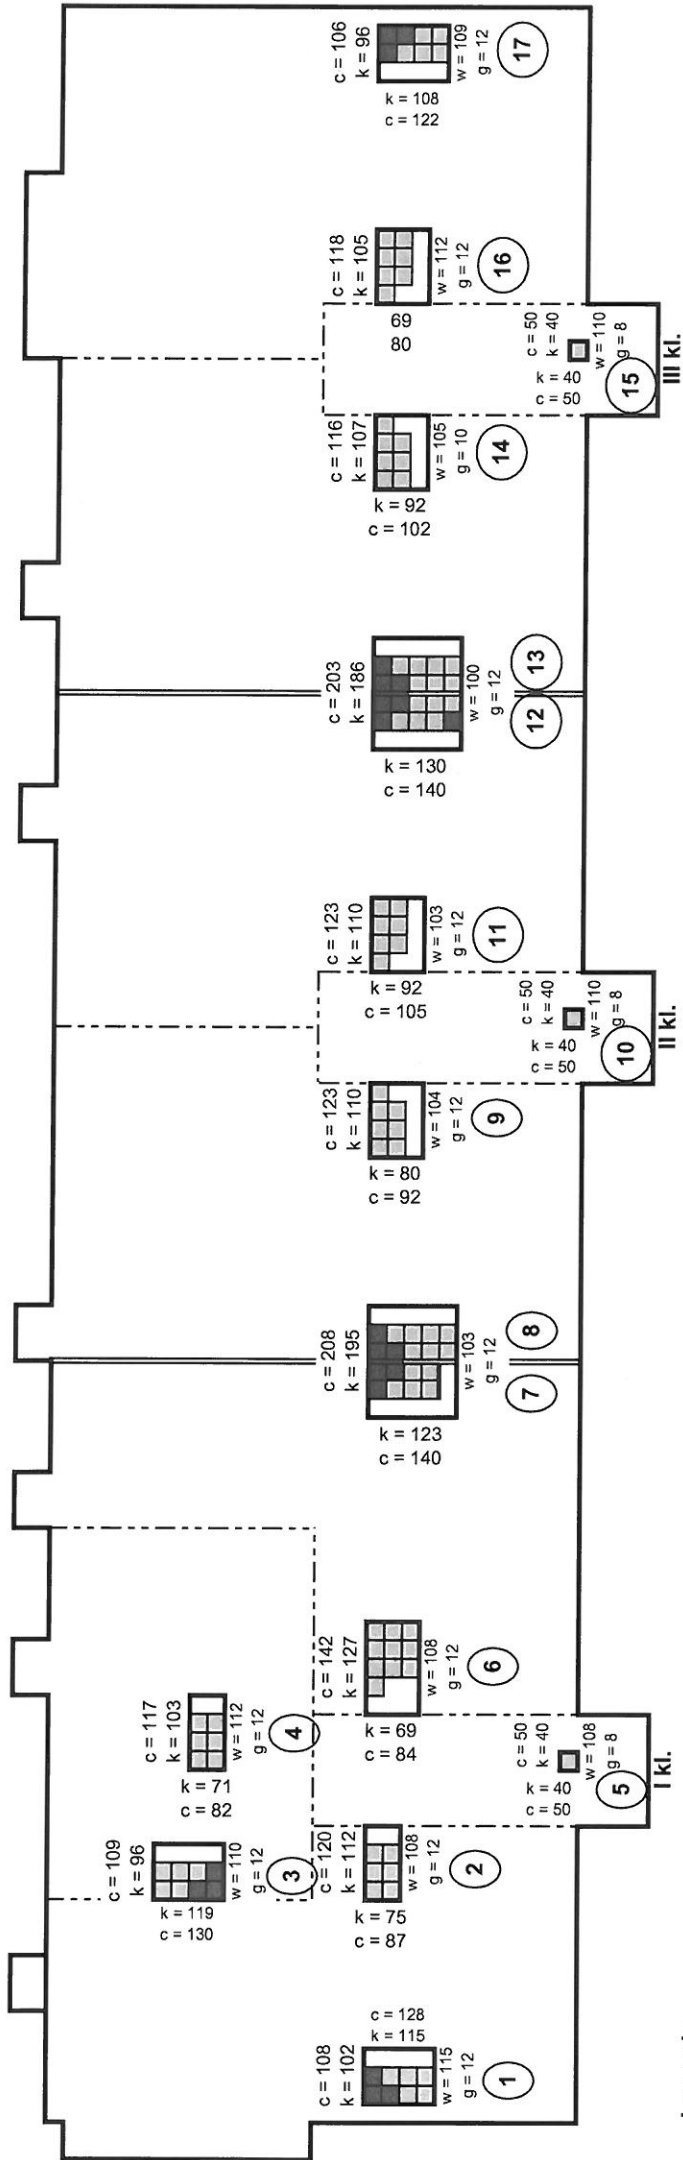 c = 106
k = 96
k = 108
c = 122
w = 109
g = 12
17
c = 118
k = 105
69
80
w = 112
g = 12
16
c = 50
k = 40
k = 40
c = 50
w = 110
g = 8
15
III kl.
c = 116
k = 107
k = 92
c = 102
w = 105
g = 10
14
c = 203
k = 186
k = 130
c = 140
w = 100
g = 12
13
12
c = 123
k = 110
k = 92
c = 105
w = 103
g = 12
11
c = 50
k = 40
k = 40
c = 50
w = 110
g = 8
10
II kl.
c = 123
k = 110
k = 80
c = 92
w = 104
g = 12
9
c = 208
k = 195
k = 123
c = 140
w = 103
g = 12
8
7
c = 142
k = 127
k = 69
c = 84
w = 108
g = 12
6
c = 117
k = 103
k = 71
c = 82
w = 112
g = 12
4
c = 50
k = 40
k = 40
c = 50
w = 108
g = 8
5
I kl.
c = 109
k = 96
k = 119
c = 130
w = 110
g = 12
3
c = 120
k = 112
k = 75
c = 87
w = 108
g = 12
2
c = 108
k = 102
c = 128
k = 115
w = 115
g = 12
1